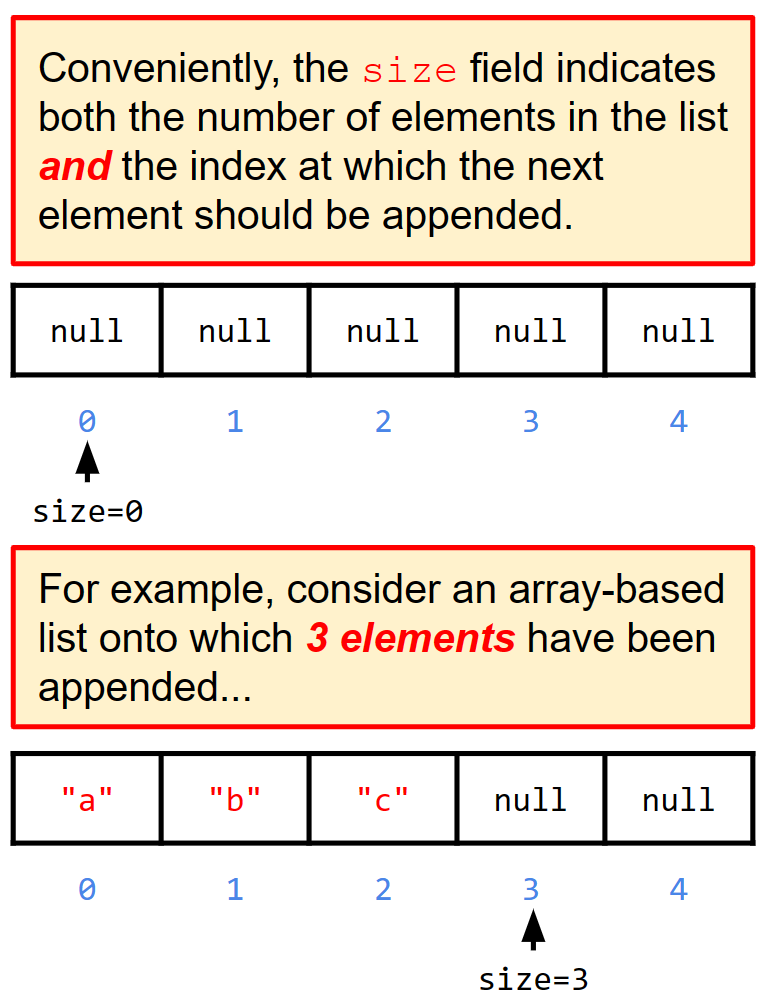 Conveniently, the size field indicates
both the number of elements in the list
and the index at which the next
element should be appended.
null null null null null
0 1 2 3 4
size=0
For example, consider an array-based
list onto which 3 elements have been
appended...
"a" "b" "c" null null
0 1 2 3 4
size=3